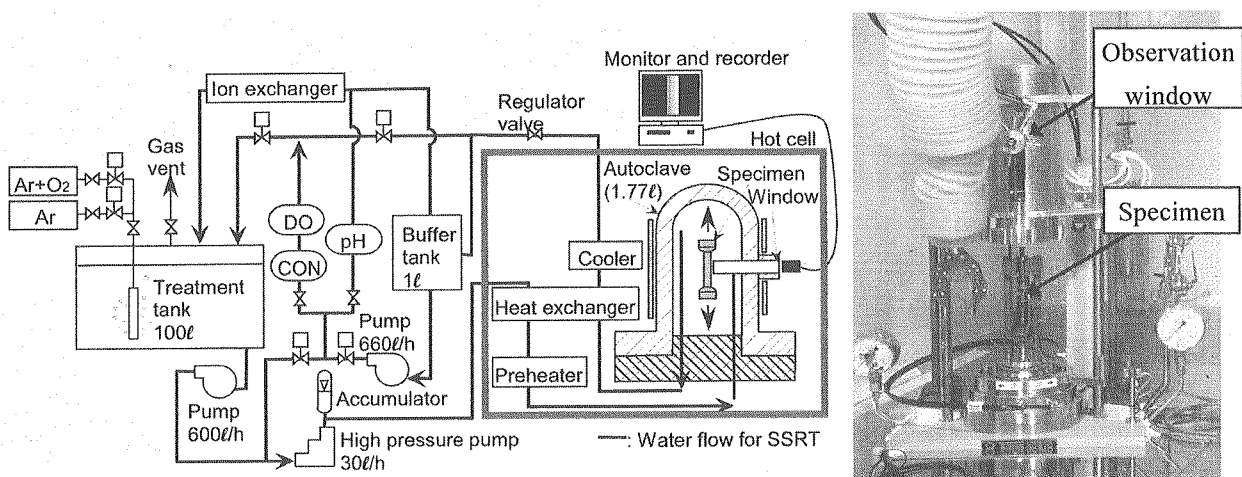 Monitor and recorder
Ion exchanger
Regulator
valve
Hot cell
Gas
vent
Ar+O₂
Ar
Autoclave
(1.77ℓ)
Specimen
Window
DO
pH
CON
Buffer
tank
1ℓ
Cooler
Treatment
tank
100ℓ
Heat exchanger
Pump
660ℓ/h
Preheater
Accumulator
Pump
600ℓ/h
High pressure pump
30ℓ/h
: Water flow for SSRT
Observation
window
Specimen